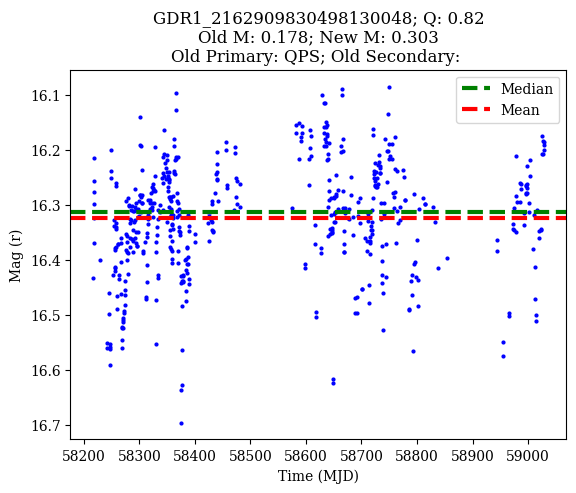 GDR1_2162909830498130048; Q: 0.82
Old M: 0.178; New M: 0.303
Old Primary: QPS; Old Secondary:
Median
Mean
16.1
16.2
16.3
16.4
16.5
16.6
16.7
Mag (r)
58200 58300 58400 58500 58600 58700 58800 58900 59000
Time (MJD)